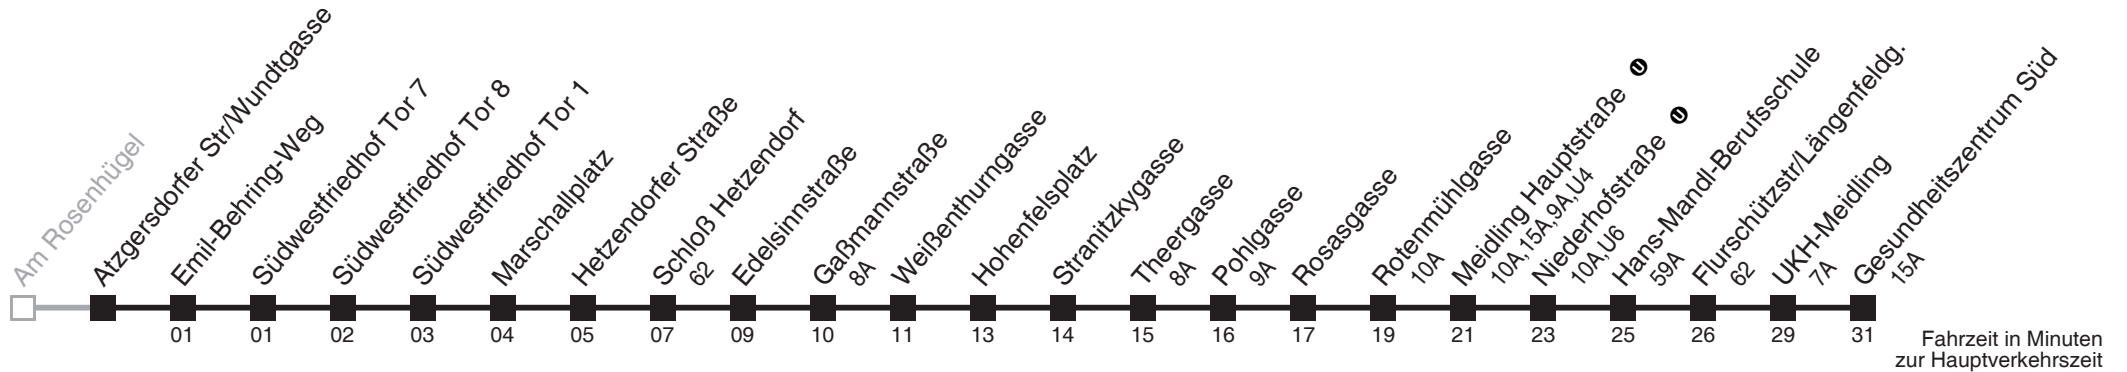 Am Rosenhügel
Atzgersdorfer Str/Wundtgasse
Emil-Behring-Weg
01
Südwestfriedhof Tor 7
01
Südwestfriedhof Tor 8
02
Südwestfriedhof Tor 1
03
Marschallplatz
04
Hetzendorfer Straße
05
Schloß Hetzendorf
62
07
Edelsinnstraße
09
Gaßmannstraße
8A
10
Weißenthurngasse
11
Hohenfelsplatz
13
Stranitzkygasse
14
Theergasse
8A
15
Pohlgasse
9A
16
Rosasgasse
17
Rotenmühlgasse
10A
19
Meidling Hauptstraße U
10A,15A,9A,U4
21
Niederhofstraße U
10A,U6
23
Hans-Mandl-Berufsschule
59A
25
Flurschützstr/Längenfeldg.
62
26
UKH-Meidling
7A
29
Gesundheitszentrum Süd
15A
31
Fahrzeit in Minuten
zur Hauptverkehrszeit